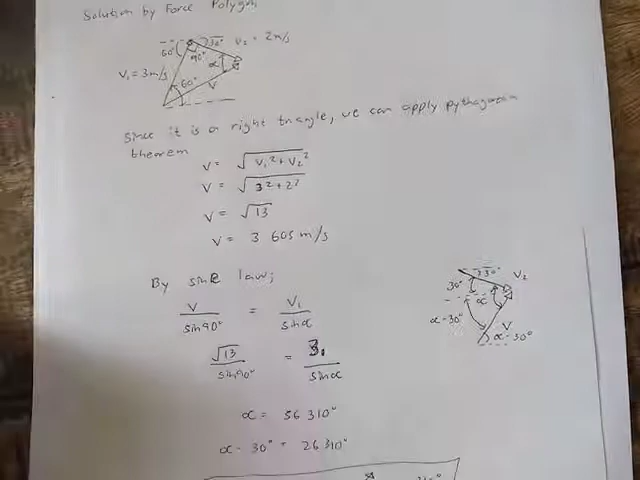 Solution by Force Polygon
60° 30° V₂ = 2m/s
90° α
V₁ = 3m/s 60° V
Since it is a right triangle, we can apply pythagorean
theorem
V = √V₁² + V₂²
V = √3² + 2²
V = √13
V = 3 605 m/s
By sine law;
V/sin90° = V₁/sinα
√13/sin90° = 3/sinα
α = 56 310°
α - 30° = 26 310°
30° V₂
30° α
α - 30° V
α - 30°